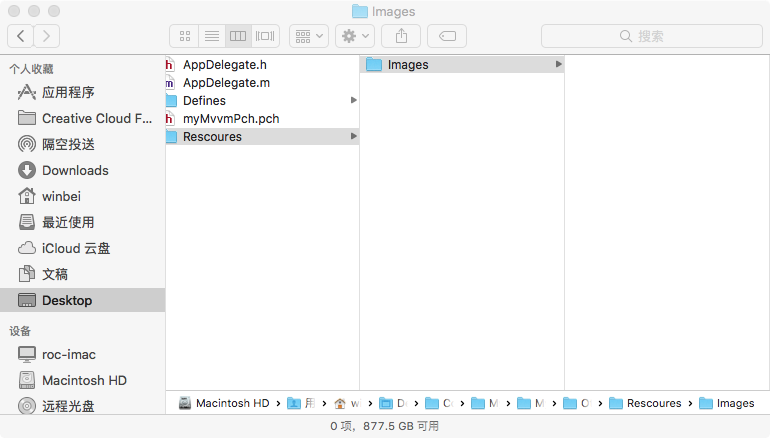 Images
搜索
个人收藏
应用程序
Creative Cloud F...
隔空投送
Downloads
winbei
最近使用
iCloud 云盘
文稿
Desktop
设备
roc-imac
Macintosh HD
远程光盘
AppDelegate.h
AppDelegate.m
Defines
myMvvmPch.pch
Rescoures
Images
Macintosh HD › 用 › wi › › › M › M › › Rescoures › Images
0 项，877.5 GB 可用